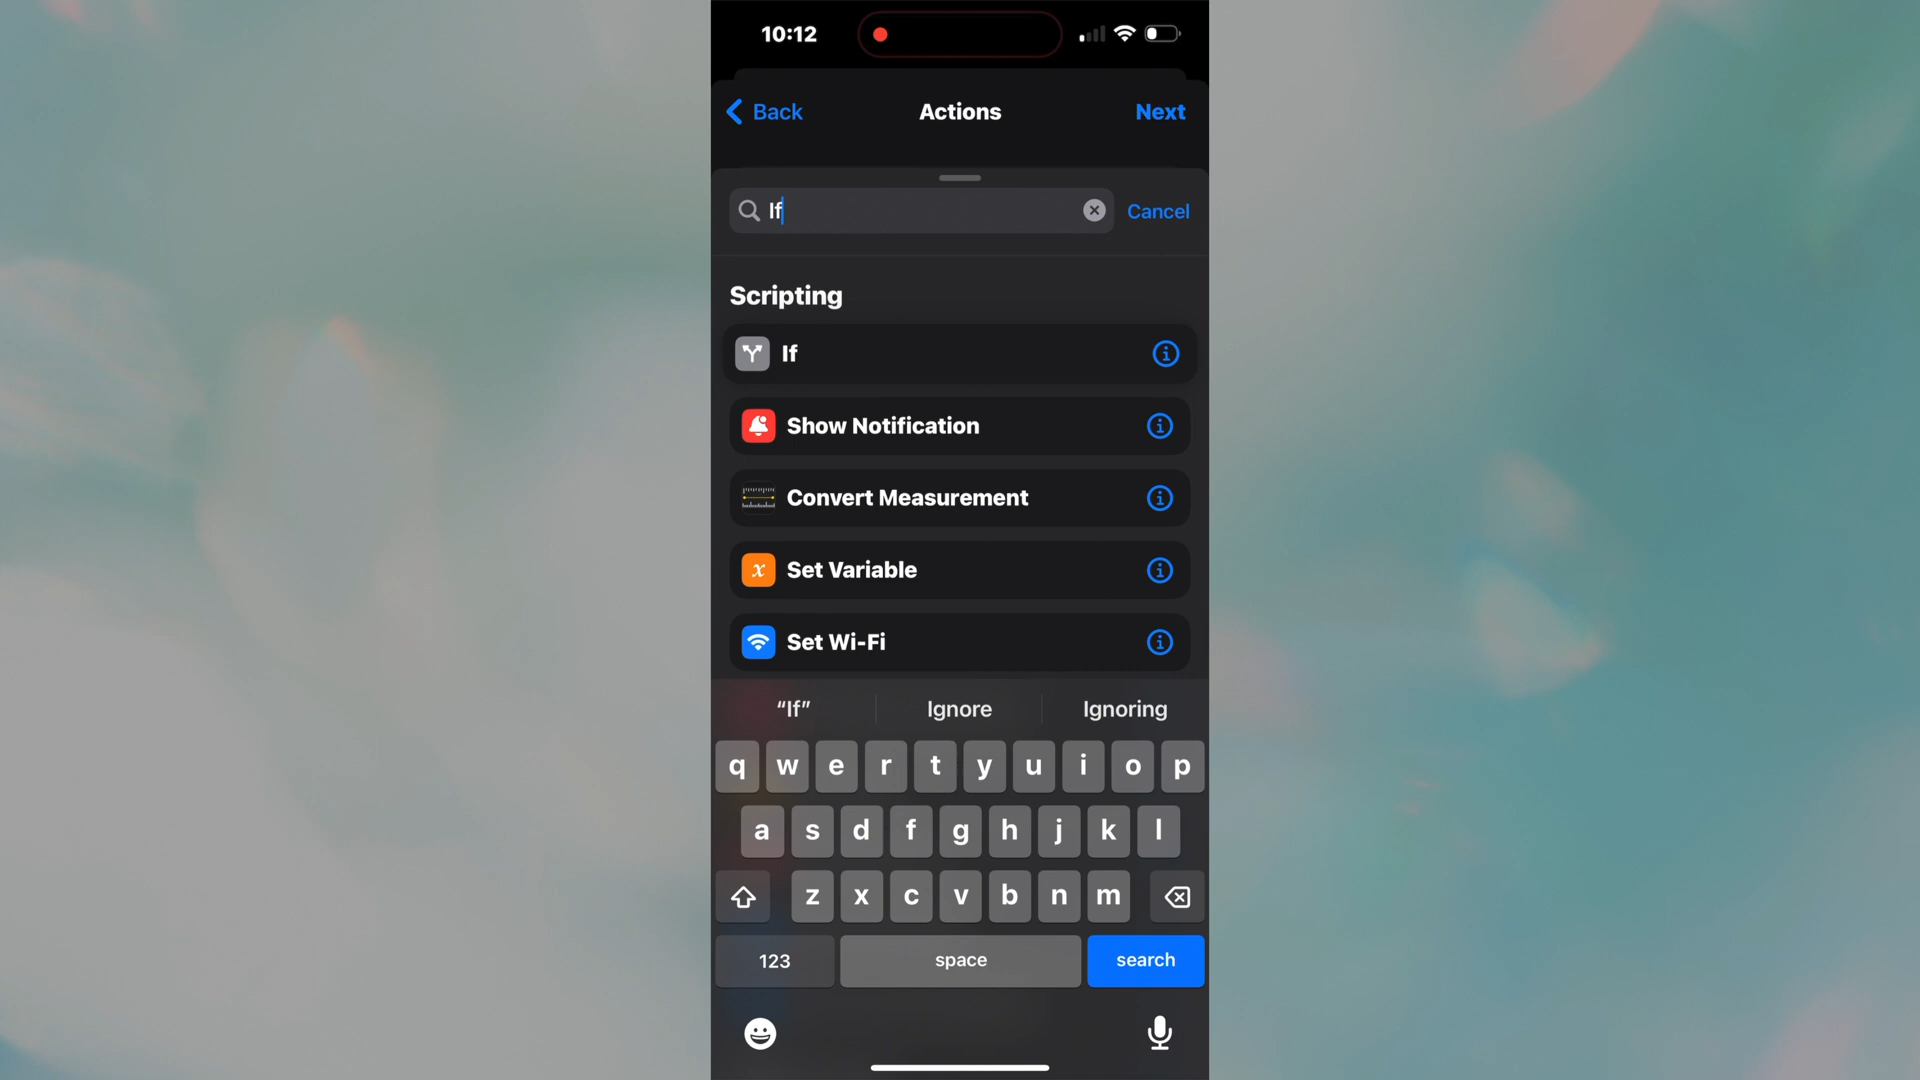 10:12
Back
Actions
Next
If
Cancel
Scripting
If
Show Notification
Convert Measurement
Set Variable
Set Wi-Fi
“If”
Ignore
Ignoring
q w e r t y u i o p
a s d f g h j k l
z x c v b n m
123
space
search